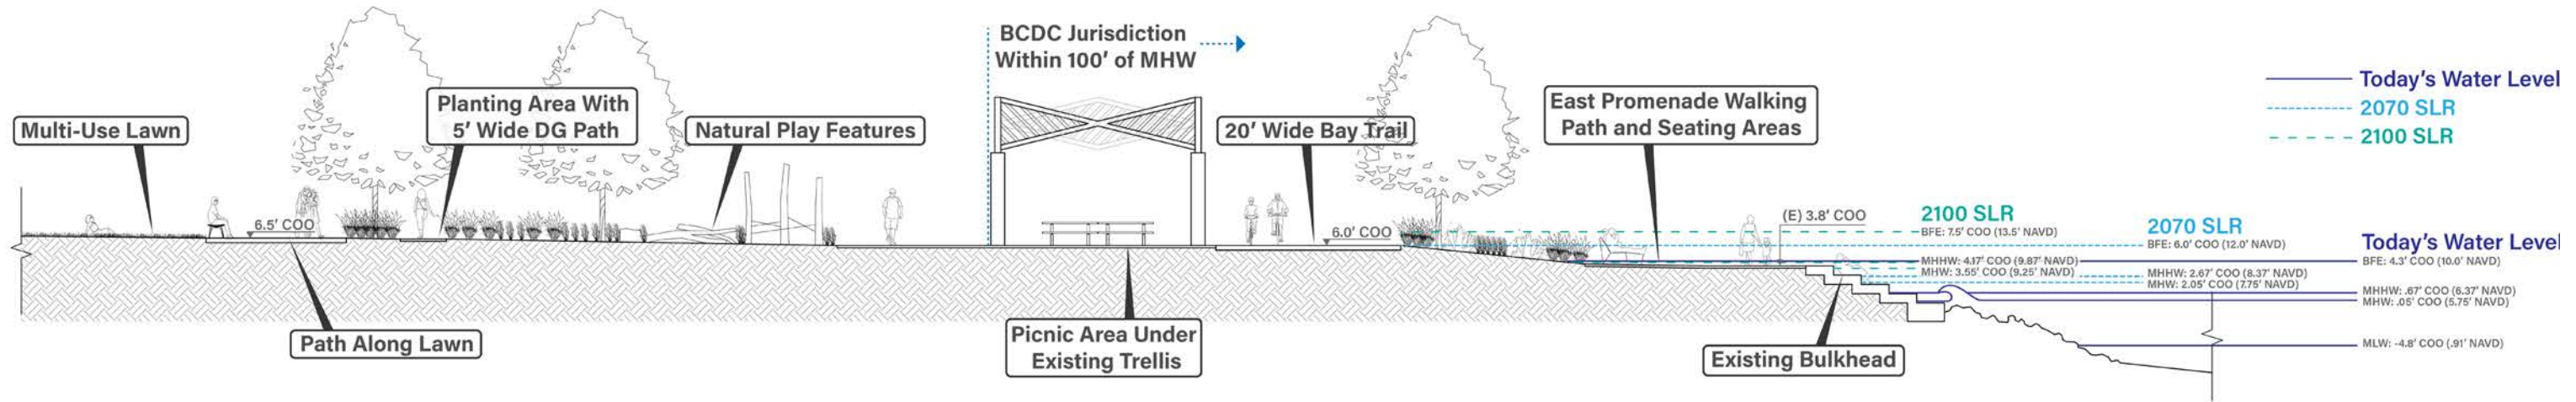 BCDC Jurisdiction
Within 100' of MHW
Today's Water Level
2070 SLR
2100 SLR
Multi-Use Lawn
Planting Area With
5' Wide DG Path
Natural Play Features
20' Wide Bay Trail
East Promenade Walking
Path and Seating Areas
6.5' COO
6.0' COO
(E) 3.8' COO
2100 SLR
BFE: 7.5' COO (13.5' NAVD)
MHHW: 4.17' COO (9.87' NAVD)
MHW: 3.55' COO (9.25' NAVD)
2070 SLR
BFE: 6.0' COO (12.0' NAVD)
MHHW: 2.67' COO (8.37' NAVD)
MHW: 2.05' COO (7.75' NAVD)
Today's Water Level
BFE: 4.3' COO (10.0' NAVD)
MHHW: .67' COO (6.37' NAVD)
MHW: .05' COO (5.75' NAVD)
MLW: -4.8' COO (.91' NAVD)
Path Along Lawn
Picnic Area Under
Existing Trellis
Existing Bulkhead